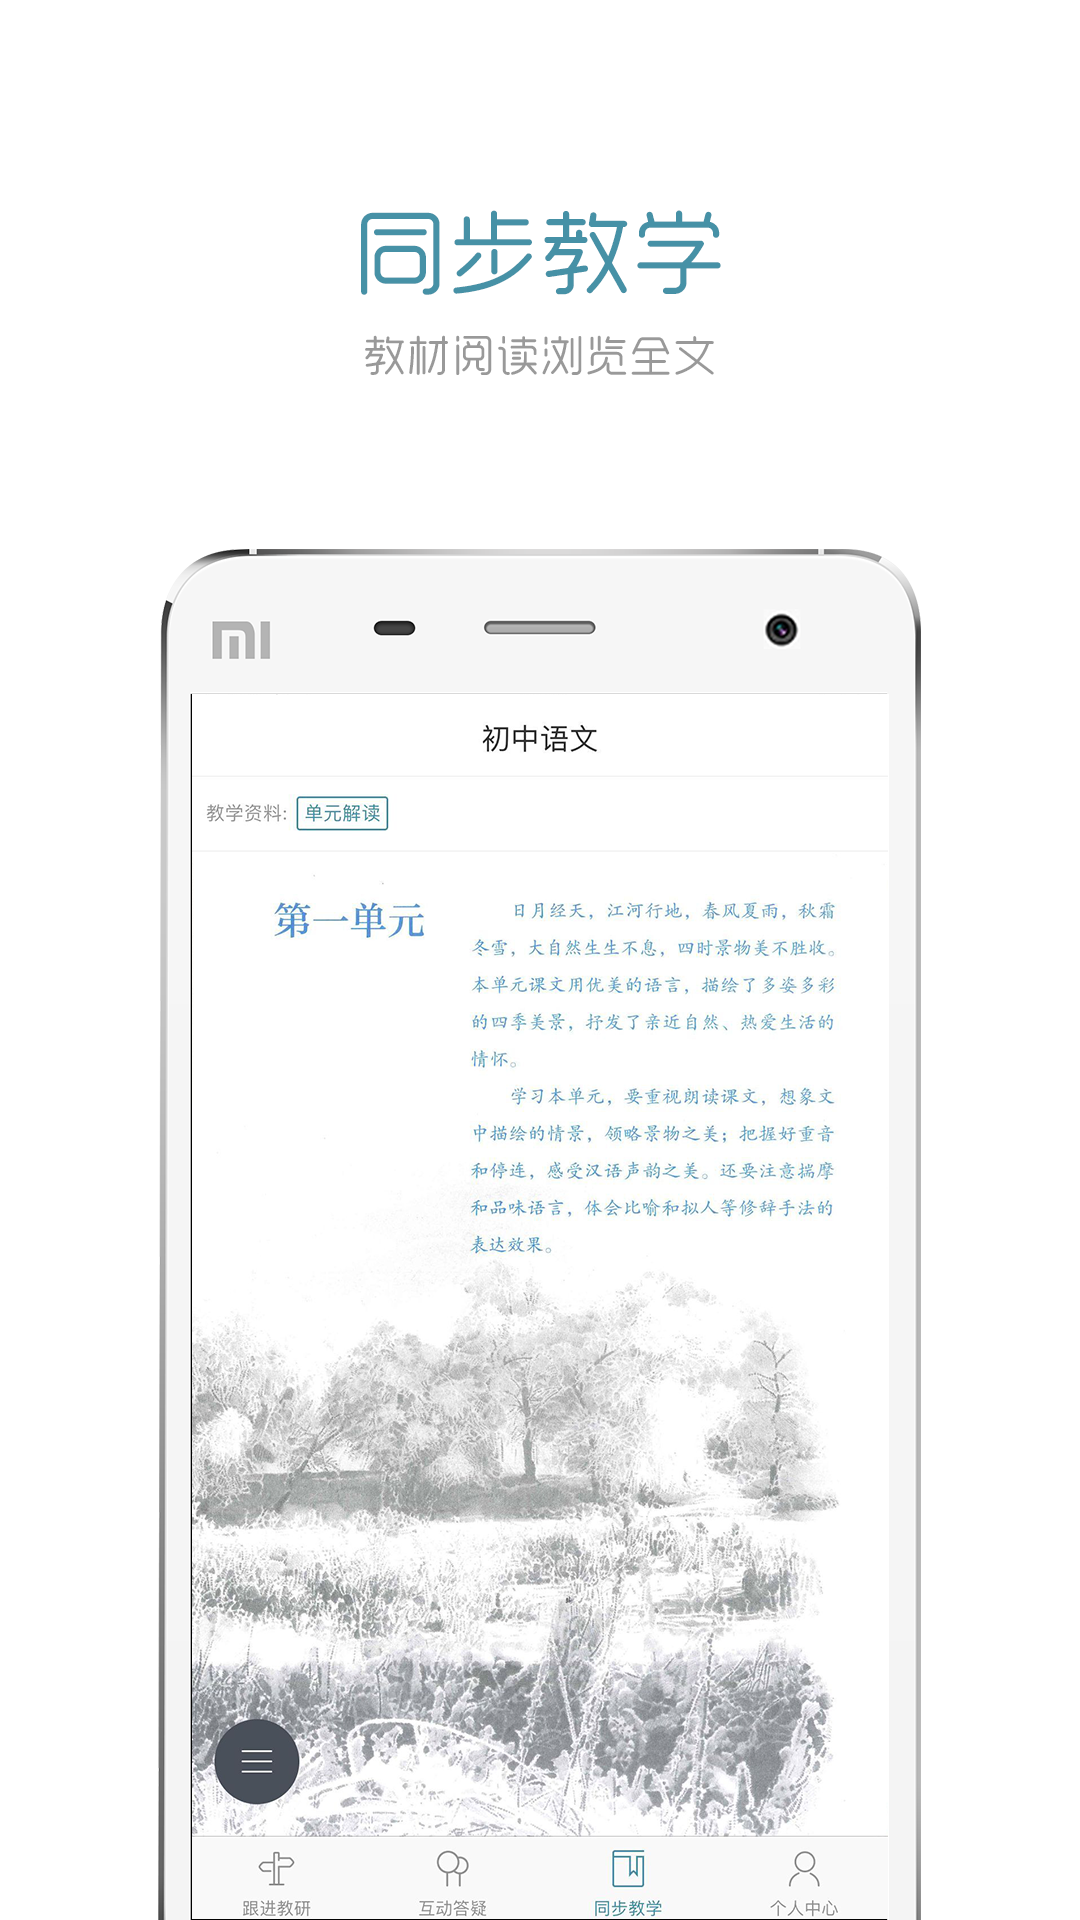 同步教学
教材阅读浏览全文
MI
初中语文
教学资料: 单元解读
第一单元
日月经天，江河行地，春风夏雨，秋霜
冬雪，大自然生生不息，四时景物美不胜收。
本单元课文用优美的语言，描绘了多姿多彩
的四季美景，抒发了亲近自然、热爱生活的
情怀。
学习本单元，要重视朗读课文，想象文
中描绘的情景，领略景物之美；把握好重音
和停连，感受汉语声韵之美。还要注意揣摩
和品味语言，体会比喻和拟人等修辞手法的
表达效果。
跟进教研 互动答疑 同步教学 个人中心